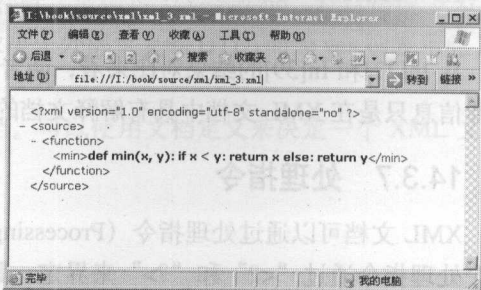 I:\book\source\xml\xml_3.xml - Microsoft Internet Explorer
文件(F) 编辑(E) 查看(V) 收藏(A) 工具(T) 帮助(H)
后退 搜索 收藏夹
地址(D) file:///I:/book/source/xml/xml_3.xml 转到 链接 »
<?xml version="1.0" encoding="utf-8" standalone="no" ?>
- <source>
- <function>
<min>def min(x, y): if x < y: return x else: return y</min>
</function>
</source>
14.3.7 处理指令
XML 文档可以通过处理指令 (Processing
完毕 我的电脑